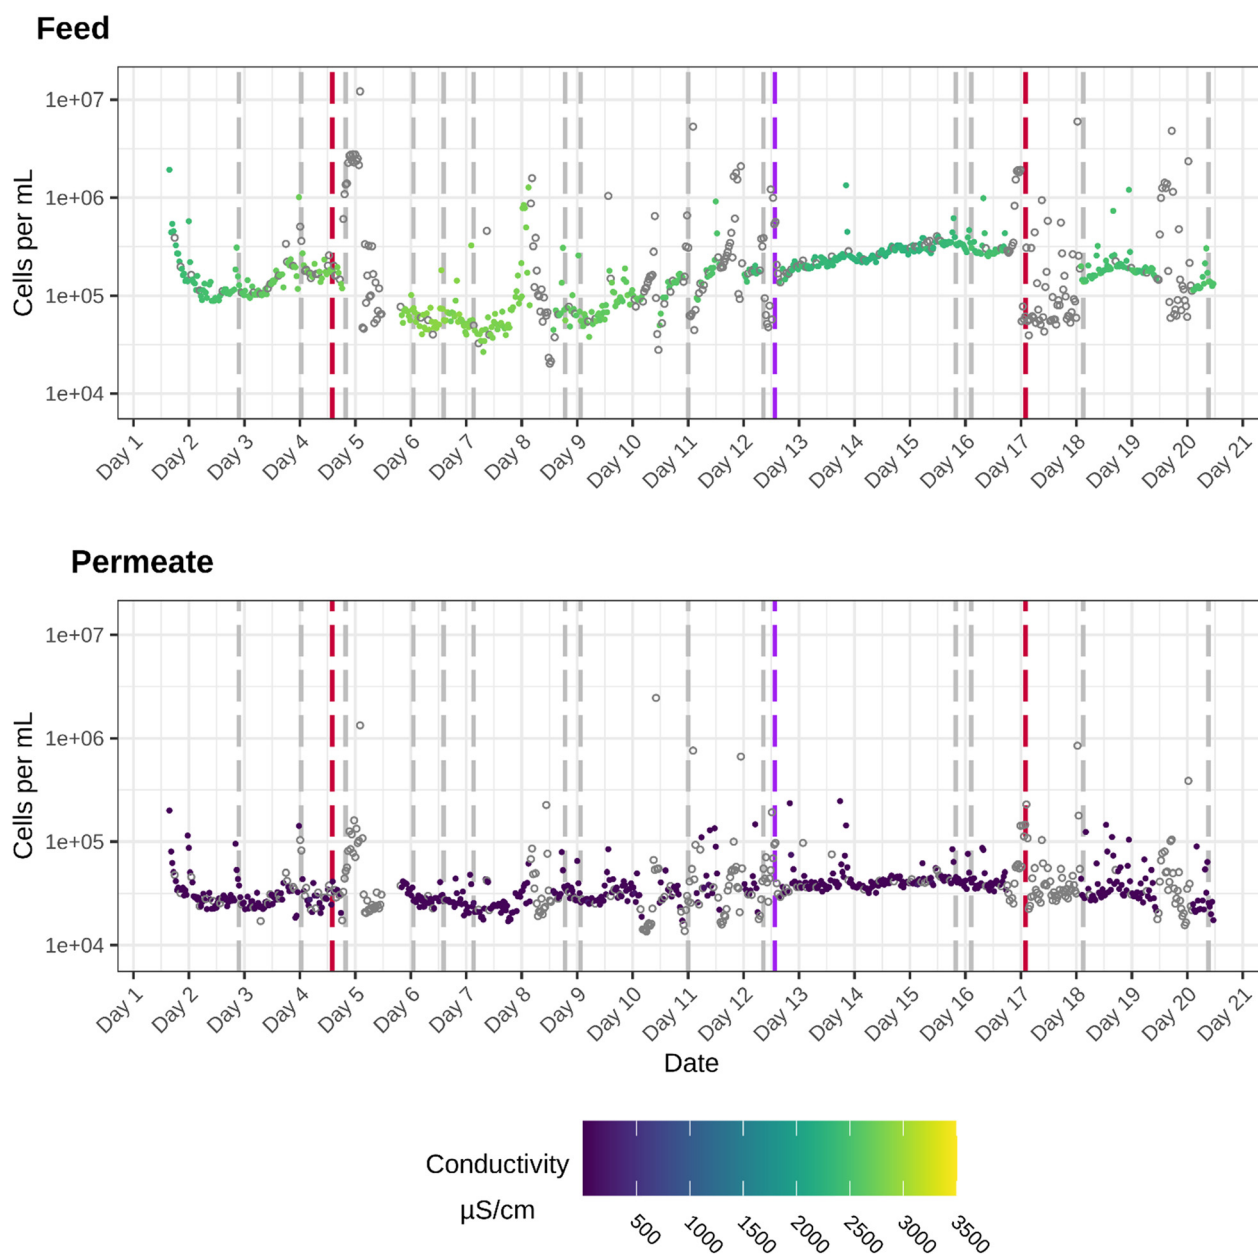 Feed
Cells per mL
1e+07
1e+06
1e+05
1e+04
Day 1
Day 2
Day 3
Day 4
Day 5
Day 6
Day 7
Day 8
Day 9
Day 10
Day 11
Day 12
Day 13
Day 14
Day 15
Day 16
Day 17
Day 18
Day 19
Day 20
Day 21
Permeate
Cells per mL
1e+07
1e+06
1e+05
1e+04
Day 1
Day 2
Day 3
Day 4
Day 5
Day 6
Day 7
Day 8
Day 9
Day 10
Day 11
Day 12
Day 13
Day 14
Day 15
Day 16
Day 17
Day 18
Day 19
Day 20
Day 21
Date
Conductivity
µS/cm
500
1000
1500
2000
2500
3000
3500